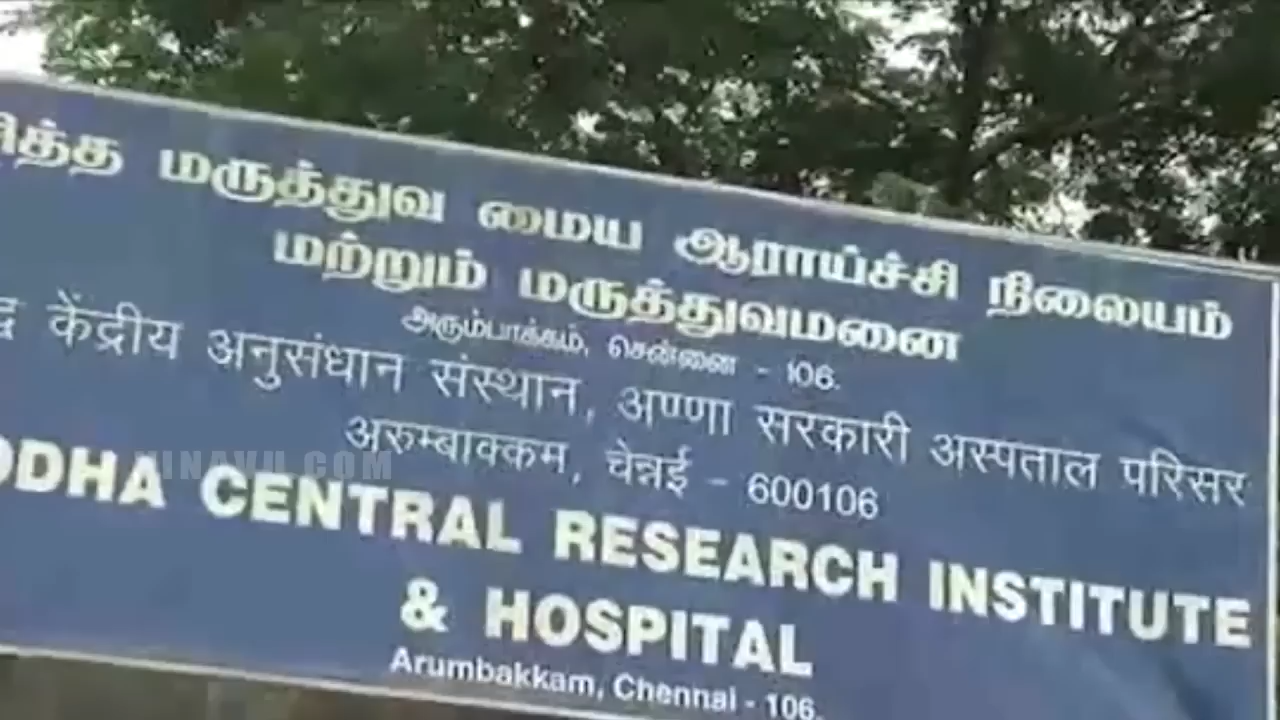 சித்த மருத்துவ மைய ஆராய்ச்சி நிலையம்
மற்றும் மருத்துவமனை
அரும்பாக்கம், சென்னை - 106.
केंद्रीय अनुसंधान संस्थान, अण्णा सरकारी अस्पताल परिसर
अरुम्बाक्कम, चेन्नई - 600106
DDHA CENTRAL RESEARCH INSTITUTE
& HOSPITAL
Arumbakkam, Chennai - 106.